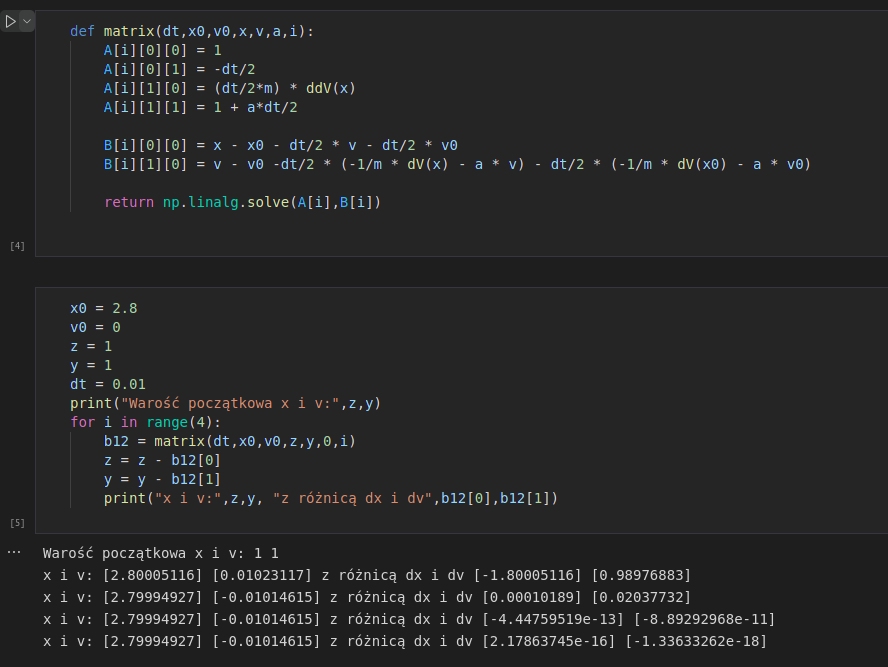 def matrix(dt,x0,v0,x,v,a,i):
    A[i][0][0] = 1
    A[i][0][1] = -dt/2
    A[i][1][0] = (dt/2*m) * ddV(x)
    A[i][1][1] = 1 + a*dt/2
    B[i][0][0] = x - x0 - dt/2 * v - dt/2 * v0
    B[i][1][0] = v - v0 -dt/2 * (-1/m * dV(x) - a * v) - dt/2 * (-1/m * dV(x0) - a * v0)
    return np.linalg.solve(A[i],B[i])
[4]
x0 = 2.8
v0 = 0
z = 1
y = 1
dt = 0.01
print("Warość początkowa x i v:",z,y)
for i in range(4):
    b12 = matrix(dt,x0,v0,z,y,0,i)
    z = z - b12[0]
    y = y - b12[1]
    print("x i v:",z,y, "z różnicą dx i dv",b12[0],b12[1])
[5]
... Warość początkowa x i v: 1 1
x i v: [2.80005116] [0.01023117] z różnicą dx i dv [-1.80005116] [0.98976883]
x i v: [2.79994927] [-0.01014615] z różnicą dx i dv [0.00010189] [0.02037732]
x i v: [2.79994927] [-0.01014615] z różnicą dx i dv [-4.44759519e-13] [-8.89292968e-11]
x i v: [2.79994927] [-0.01014615] z różnicą dx i dv [2.17863745e-16] [-1.33633262e-18]